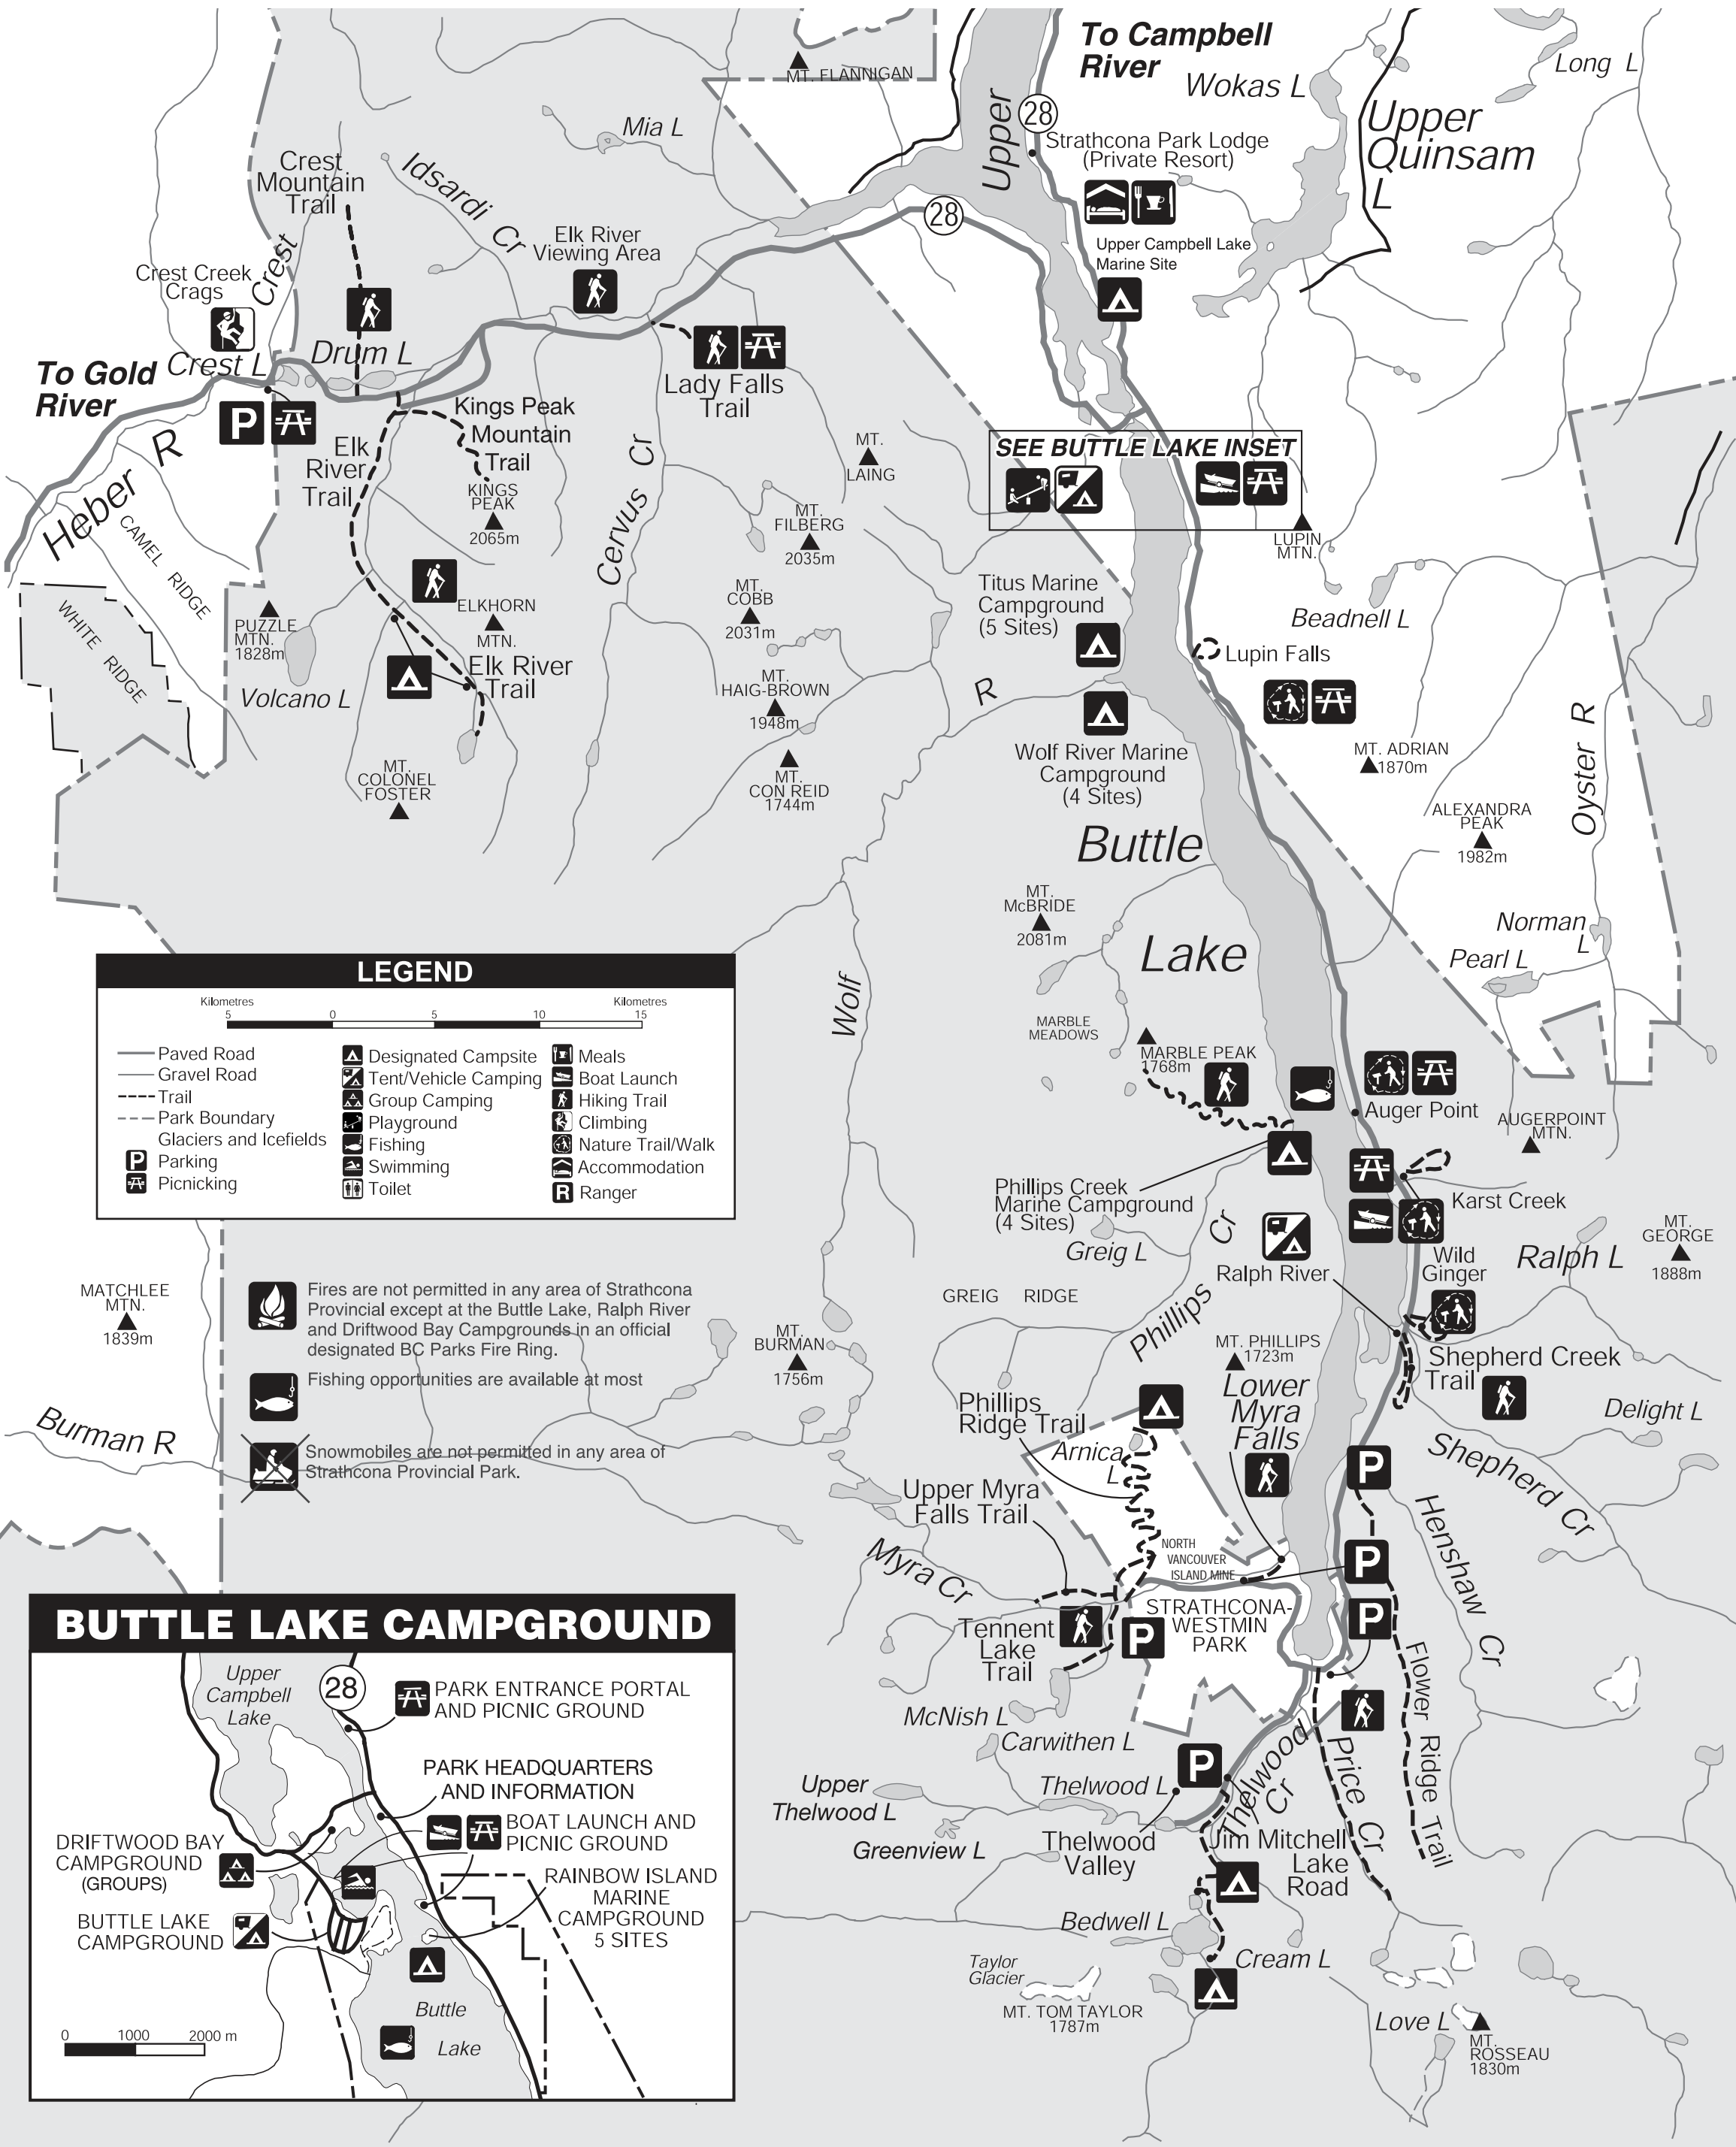 To Campbell
River
Wokas L
Long L
MT. FLANNIGAN
Upper
28
Mia L
Upper
Quinsam
L
Strathcona Park Lodge
(Private Resort)
Crest
Mountain
Trail
Idsardi
Cr
28
Elk River
Viewing Area
Upper Campbell Lake
Marine Site
Crest Creek
Crags
Crest
To Gold
River
Crest L
Drum L
Lady Falls
Trail
P
Kings Peak
Mountain
Trail
Elk
River
Trail
Heber R
CAMEL RIDGE
WHITE RIDGE
KINGS
PEAK
2065m
Cervus Cr
MT.
LAING
MT.
FILBERG
2035m
SEE BUTTLE LAKE INSET
LUPIN
MTN.
Titus Marine
Campground
(5 Sites)
Beadnell L
MT.
COBB
2031m
ELKHORN
MTN.
PUZZLE
MTN.
1828m
Elk River
Trail
Volcano L
Lupin Falls
MT.
HAIG-BROWN
1948m
R
Wolf River Marine
Campground
(4 Sites)
MT. ADRIAN
1870m
Oyster R
MT.
COLONEL
FOSTER
MT.
CON REID
1744m
ALEXANDRA
PEAK
1982m
Buttle
Lake
MT.
McBRIDE
2081m
Norman
L
Pearl L
Wolf
MARBLE
MEADOWS
MARBLE PEAK
1768m
Auger Point
AUGERPOINT
MTN.
LEGEND
Kilometres Kilometres
5 0 5 10 15
Paved Road
Gravel Road
Trail
Park Boundary
Glaciers and Icefields
P Parking
Picnicking
Designated Campsite
Tent/Vehicle Camping
Group Camping
Playground
Fishing
Swimming
Toilet
Meals
Boat Launch
Hiking Trail
Climbing
Nature Trail/Walk
Accommodation
R Ranger
Phillips Creek
Marine Campground
(4 Sites)
Karst Creek
Greig L
Phillips Cr
Ralph River
Wild
Ginger
Ralph L
MT.
GEORGE
1888m
GREIG RIDGE
MATCHLEE
MTN.
1839m
Fires are not permitted in any area of Strathcona
Provincial except at the Buttle Lake, Ralph River
and Driftwood Bay Campgrounds in an official
designated BC Parks Fire Ring.
Fishing opportunities are available at most
Snowmobiles are not permitted in any area of
Strathcona Provincial Park.
Burman R
MT.
BURMAN
1756m
MT. PHILLIPS
1723m
Shepherd Creek
Trail
Delight L
Phillips
Ridge Trail
Lower
Myra
Falls
Arnica
L
P
Shepherd Cr
Henshaw Cr
Upper Myra
Falls Trail
Myra Cr
NORTH
VANCOUVER
ISLAND MINE
P
STRATHCONA-
WESTMIN
PARK
P
Tennent
Lake
Trail
P
Flower Ridge Trail
McNish L
Carwithen L
Thelwood
Cr
Price Cr
P
Upper
Thelwood L
Thelwood L
Greenview L
Thelwood
Valley
Jim Mitchell
Lake
Road
Bedwell L
Cream L
Taylor
Glacier
MT. TOM TAYLOR
1787m
Love L
MT.
ROSSEAU
1830m
BUTTLE LAKE CAMPGROUND
Upper
Campbell
Lake
28
PARK ENTRANCE PORTAL
AND PICNIC GROUND
PARK HEADQUARTERS
AND INFORMATION
BOAT LAUNCH AND
PICNIC GROUND
DRIFTWOOD BAY
CAMPGROUND
(GROUPS)
RAINBOW ISLAND
MARINE
CAMPGROUND
5 SITES
BUTTLE LAKE
CAMPGROUND
Buttle
Lake
0 1000 2000 m